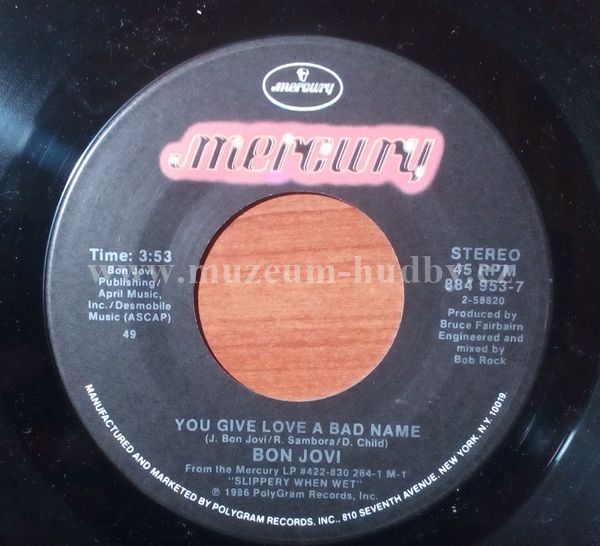 mercury
mercury
Time: 3:53
Bon Jovi
Publishing/
April Music,
Inc./Desmobile
Music (ASCAP)
49
STEREO
45 RPM
884 953-7
2-58820
Produced by
Bruce Fairbairn
Engineered and
mixed by
Bob Rock
www.muzeum-hudby.cz
YOU GIVE LOVE A BAD NAME
(J. Bon Jovi/R. Sambora/D. Child)
BON JOVI
From the Mercury LP #422-830 264-1 M-1
"SLIPPERY WHEN WET"
℗ 1986 PolyGram Records, Inc.
MANUFACTURED AND MARKETED BY POLYGRAM RECORDS, INC., 810 SEVENTH AVENUE, NEW YORK, N.Y. 10019.